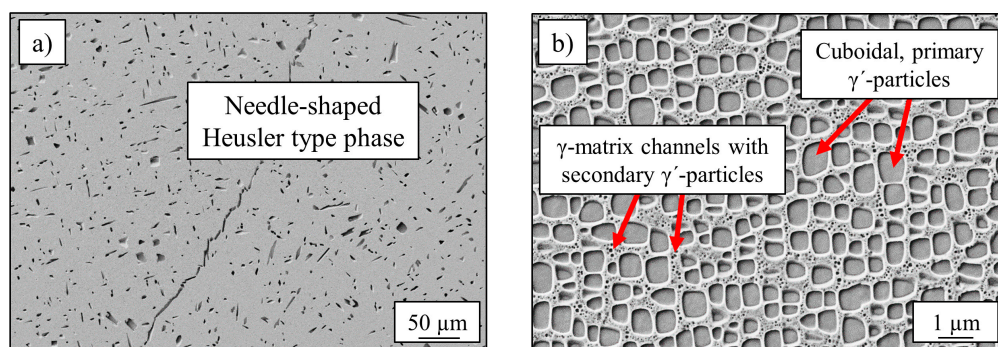 a)
Needle-shaped
Heusler type phase
50 µm
b)
Cuboidal, primary
γ´-particles
γ-matrix channels with
secondary γ´-particles
1 µm